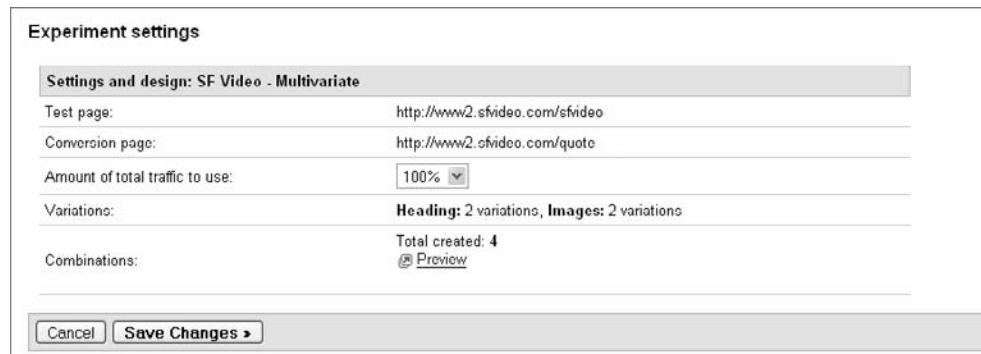 Experiment settings
Settings and design: SF Video - Multivariate
Test page: http://www2.sfvideo.com/sfvideo
Conversion page: http://www2.sfvideo.com/quote
Amount of total traffic to use: 100%
Variations: Heading: 2 variations, Images: 2 variations
Combinations: Total created: 4
Preview
Cancel Save Changes »